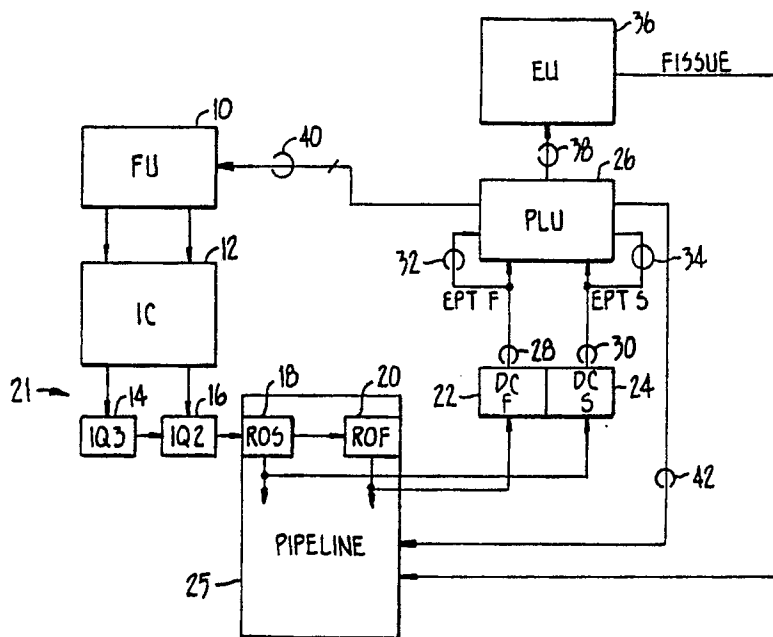 36
EU
FISSUE
10
FU
40
38
26
PLU
12
IC
32
34
EPT F
EPT S
28
30
21
14
16
18
20
22
DC
F
DC
S
24
IQ3
IQ2
ROS
ROF
42
PIPELINE
25